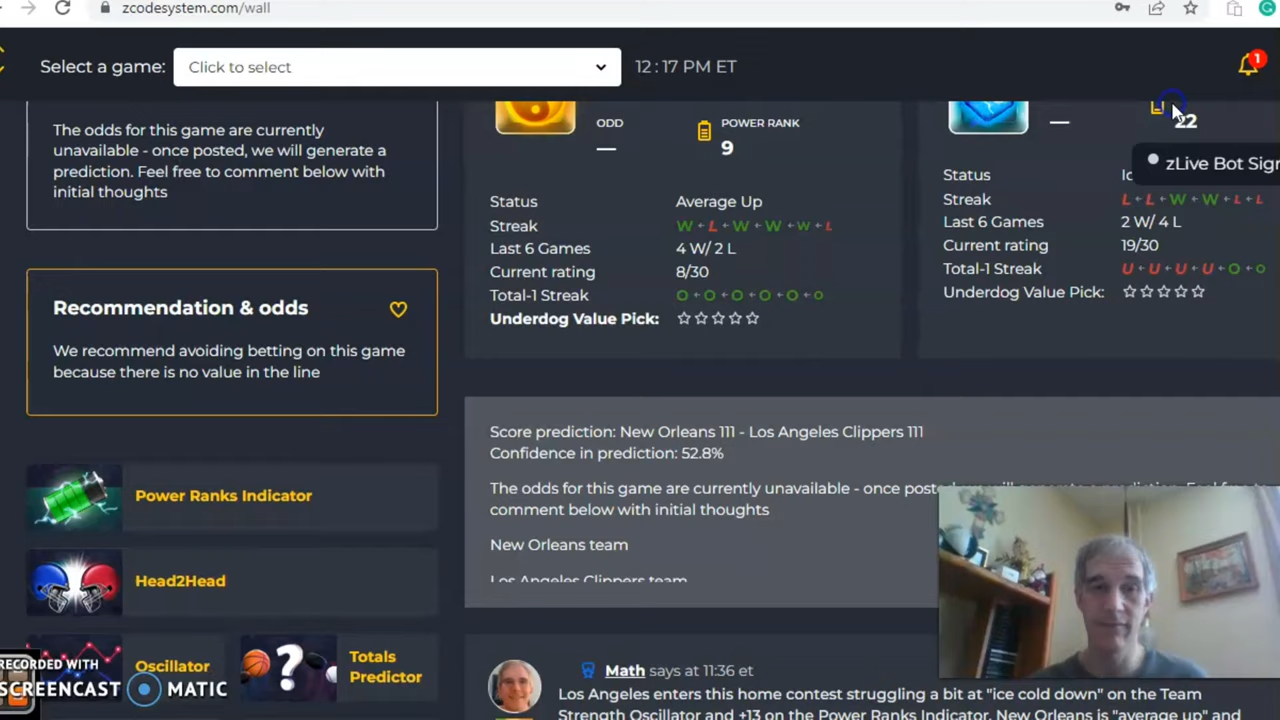 zcodesystem.com/wall
Select a game:
Click to select
12:17 PM ET
1
The odds for this game are currently
unavailable - once posted, we will generate a
prediction. Feel free to comment below with
initial thoughts
Recommendation & odds
We recommend avoiding betting on this game
because there is no value in the line
Power Ranks Indicator
Head2Head
Oscillator
Totals
Predictor
RECORDED WITH
SCREENCAST MATIC
ODD
—
POWER RANK
9
Status Average Up
Streak W L W W W L
Last 6 Games 4 W/ 2 L
Current rating 8/30
Total-1 Streak O O O O O O
Underdog Value Pick:
—
22
zLive Bot Sigr
Status
Streak L L W W L L
Last 6 Games 2 W/ 4 L
Current rating 19/30
Total-1 Streak U U U U O O
Underdog Value Pick:
Score prediction: New Orleans 111 - Los Angeles Clippers 111
Confidence in prediction: 52.8%
The odds for this game are currently unavailable - once
comment below with initial thoughts
New Orleans team
Los Angeles Clippers team
Math says at 11:36 et
Los Angeles enters this home contest struggling a bit at "ice cold down" on the Team
Strength Oscillator and +13 on the Power Ranks Indicator. New Orleans is "average up" and